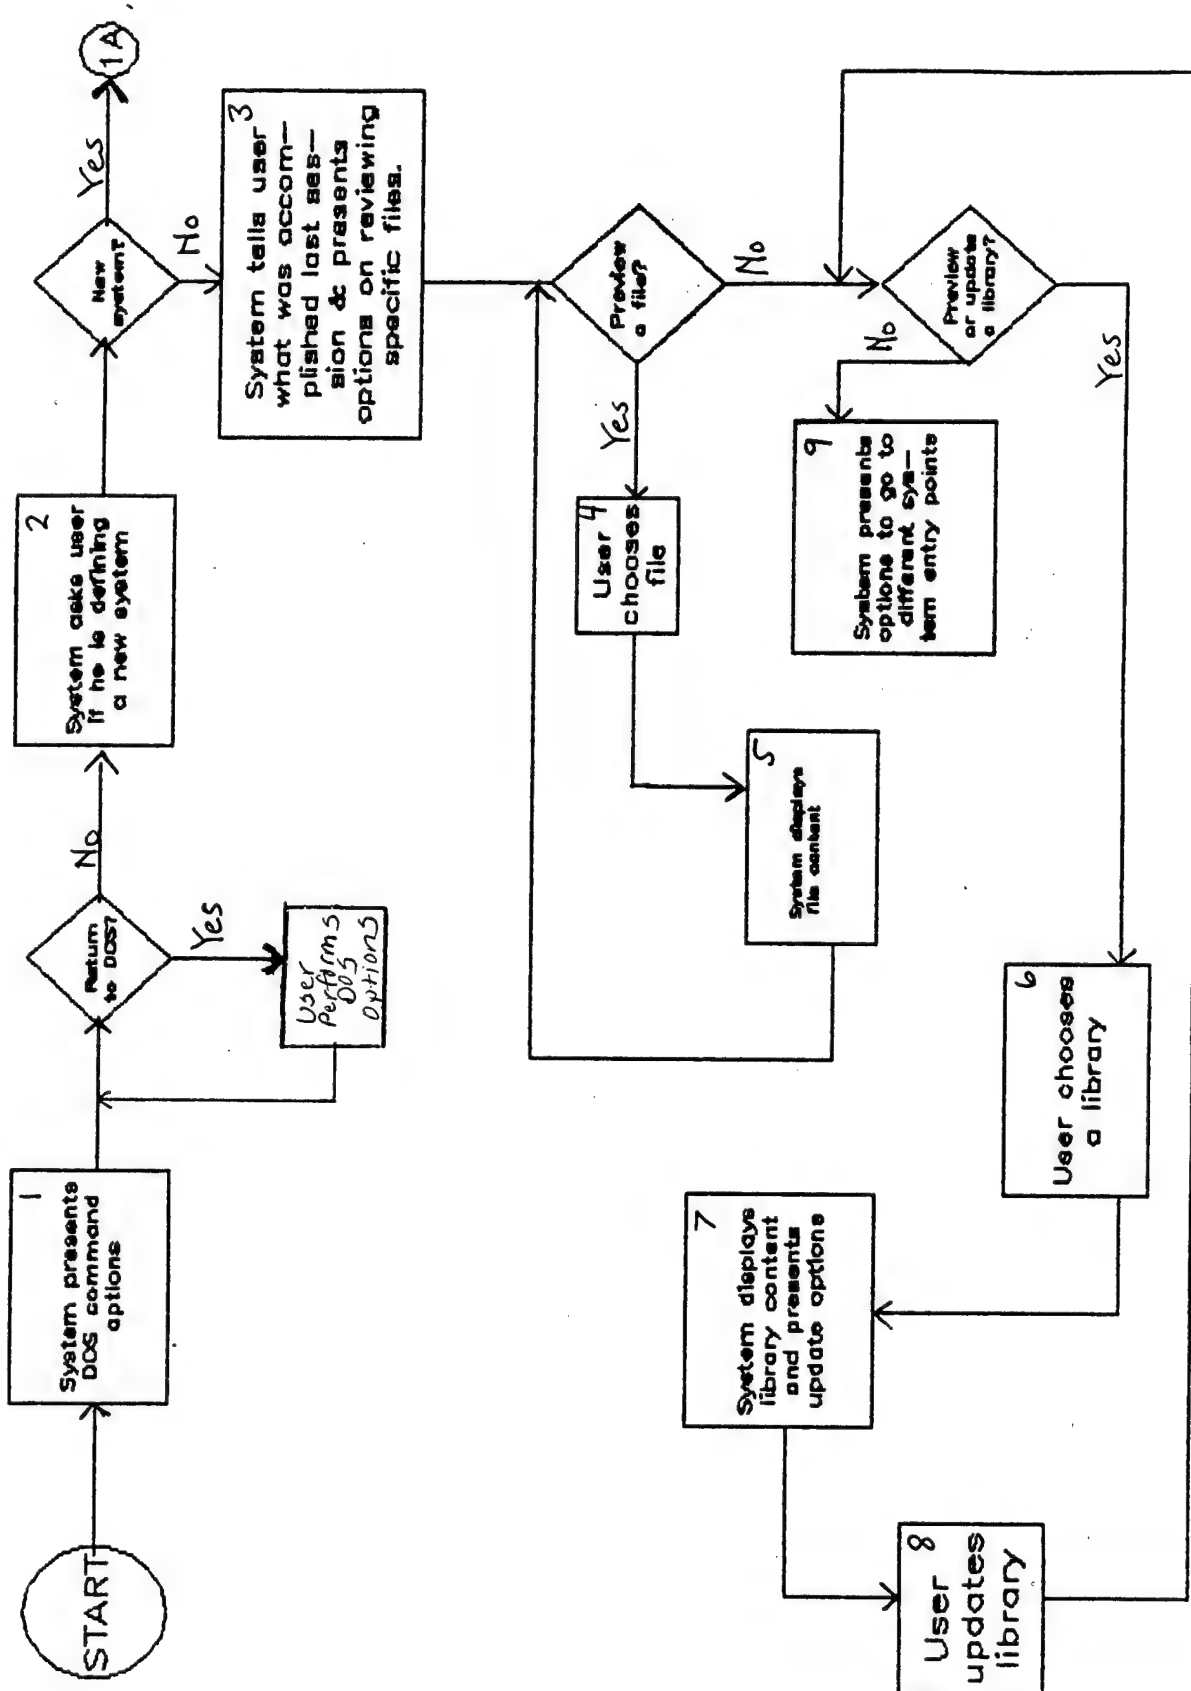 START
1
System presents
DOS command
options
Return
to DOS?
No
Yes
User
Performs
DOS
Options
2
System asks user
if he is defining
a new system
New
system?
Yes
1A
No
3
System tells user
what was accom-
plished last ses-
sion & presents
options on reviewing
specific files.
Preview
a file?
Yes
No
4
User
chooses
file
5
System displays
file content
Preview
or update
a library?
No
Yes
9
System presents
options to go to
different sys-
tem entry points
6
User chooses
a library
7
System displays
library content
and presents
update options
8
User
updates
library